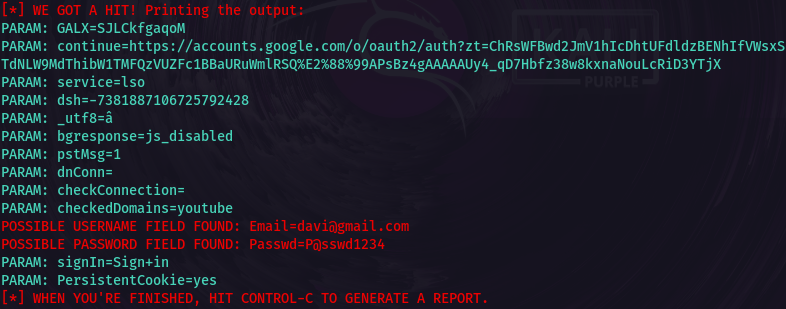 [*] WE GOT A HIT! Printing the output:
PARAM: GALX=SJLCkfgaqoM
PARAM: continue=https://accounts.google.com/o/oauth2/auth?zt=ChRsWFBwd2JmV1hIcDhtUFdldzBENhIfVWsxS
TdNLW9MdThibW1TMFQzVUZFc1BBaURuWmlRSQ%E2%88%99APsBz4gAAAAAUy4_qD7Hbfz38w8kxnaNouLcRiD3YTjX
PARAM: service=lso
PARAM: dsh=-7381887106725792428
PARAM: _utf8=â
PARAM: bgresponse=js_disabled
PARAM: pstMsg=1
PARAM: dnConn=
PARAM: checkConnection=
PARAM: checkedDomains=youtube
POSSIBLE USERNAME FIELD FOUND: Email=davi@gmail.com
POSSIBLE PASSWORD FIELD FOUND: Passwd=P@sswd1234
PARAM: signIn=Sign+in
PARAM: PersistentCookie=yes
[*] WHEN YOU'RE FINISHED, HIT CONTROL-C TO GENERATE A REPORT.
KALI
PURPLE